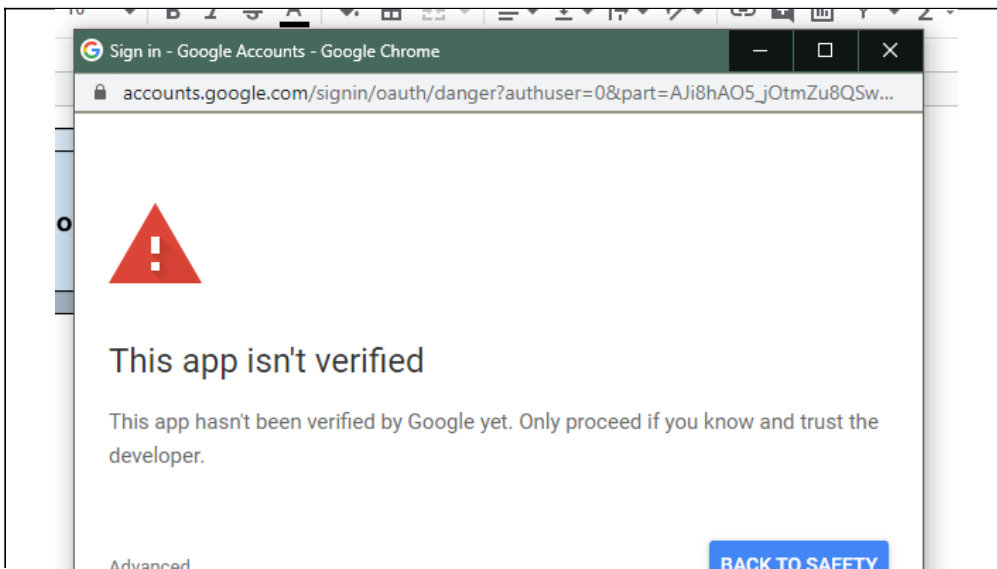 10 B I S A
Sign in - Google Accounts - Google Chrome
accounts.google.com/signin/oauth/danger?authuser=0&part=AJi8hAO5_jOtmZu8QSw...
o
This app isn't verified
This app hasn't been verified by Google yet. Only proceed if you know and trust the
developer.
Advanced BACK TO SAFETY